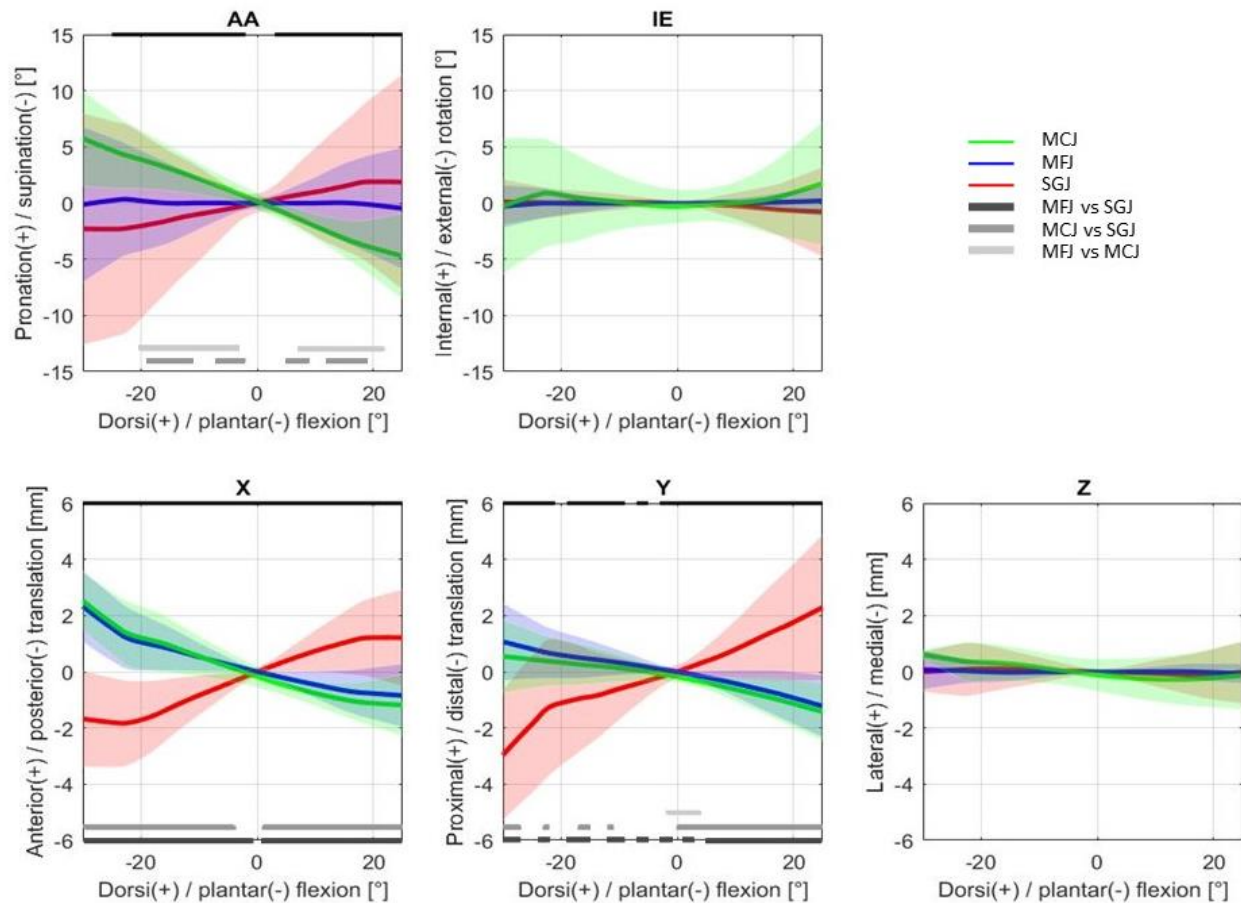 AA
Pronation(+) / supination(-) [°]
15
10
5
0
-5
-10
-15
-20
0
20
Dorsi(+) / plantar(-) flexion [°]
IE
Internal(+) / external(-) rotation [°]
15
10
5
0
-5
-10
-15
-20
0
20
Dorsi(+) / plantar(-) flexion [°]
MCJ
MFJ
SGJ
MFJ vs SGJ
MCJ vs SGJ
MFJ vs MCJ
X
Anterior(+) / posterior(-) translation [mm]
6
4
2
0
-2
-4
-6
-20
0
20
Dorsi(+) / plantar(-) flexion [°]
Y
Proximal(+) / distal(-) translation [mm]
6
4
2
0
-2
-4
-6
-20
0
20
Dorsi(+) / plantar(-) flexion [°]
Z
Lateral(+) / medial(-) [mm]
6
4
2
0
-2
-4
-6
-20
0
20
Dorsi(+) / plantar(-) flexion [°]